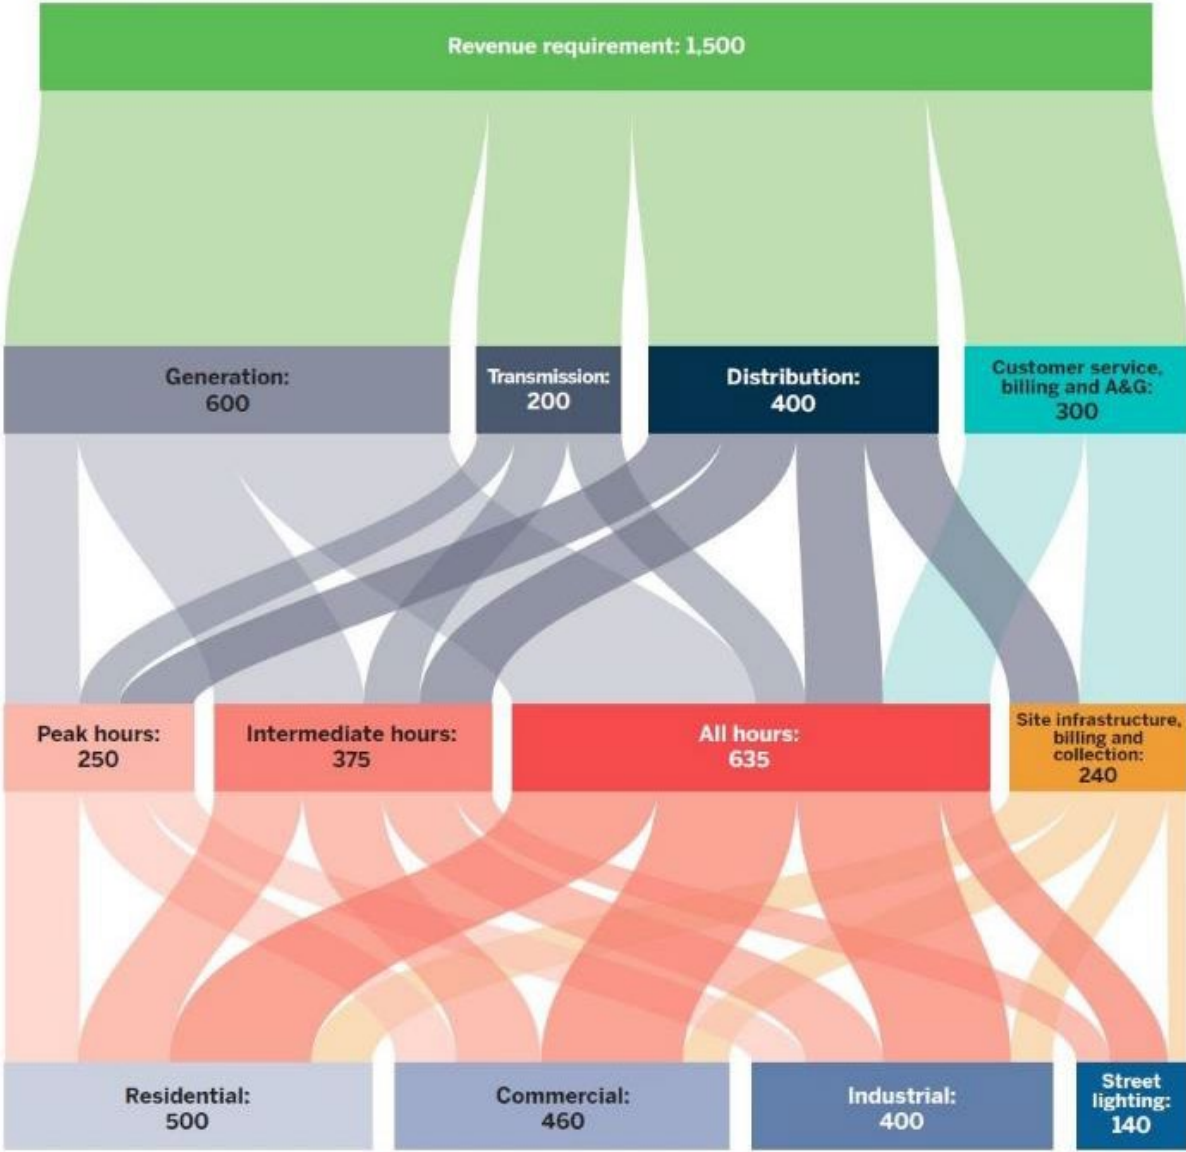 Revenue requirement: 1,500
Generation:
600
Transmission:
200
Distribution:
400
Customer service,
billing and A&G:
300
Peak hours:
250
Intermediate hours:
375
All hours:
635
Site infrastructure,
billing and
collection:
240
Residential:
500
Commercial:
460
Industrial:
400
Street
lighting:
140